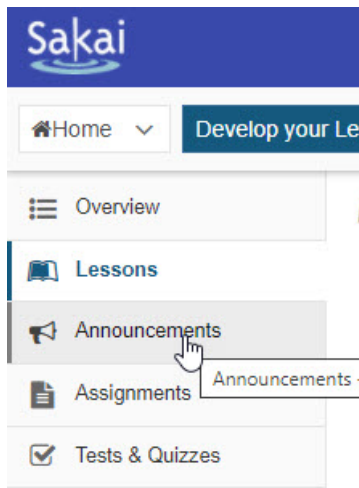 Sakai
Home
Develop your Le
Overview
Lessons
Announcements
Announcements -
Assignments
Tests & Quizzes